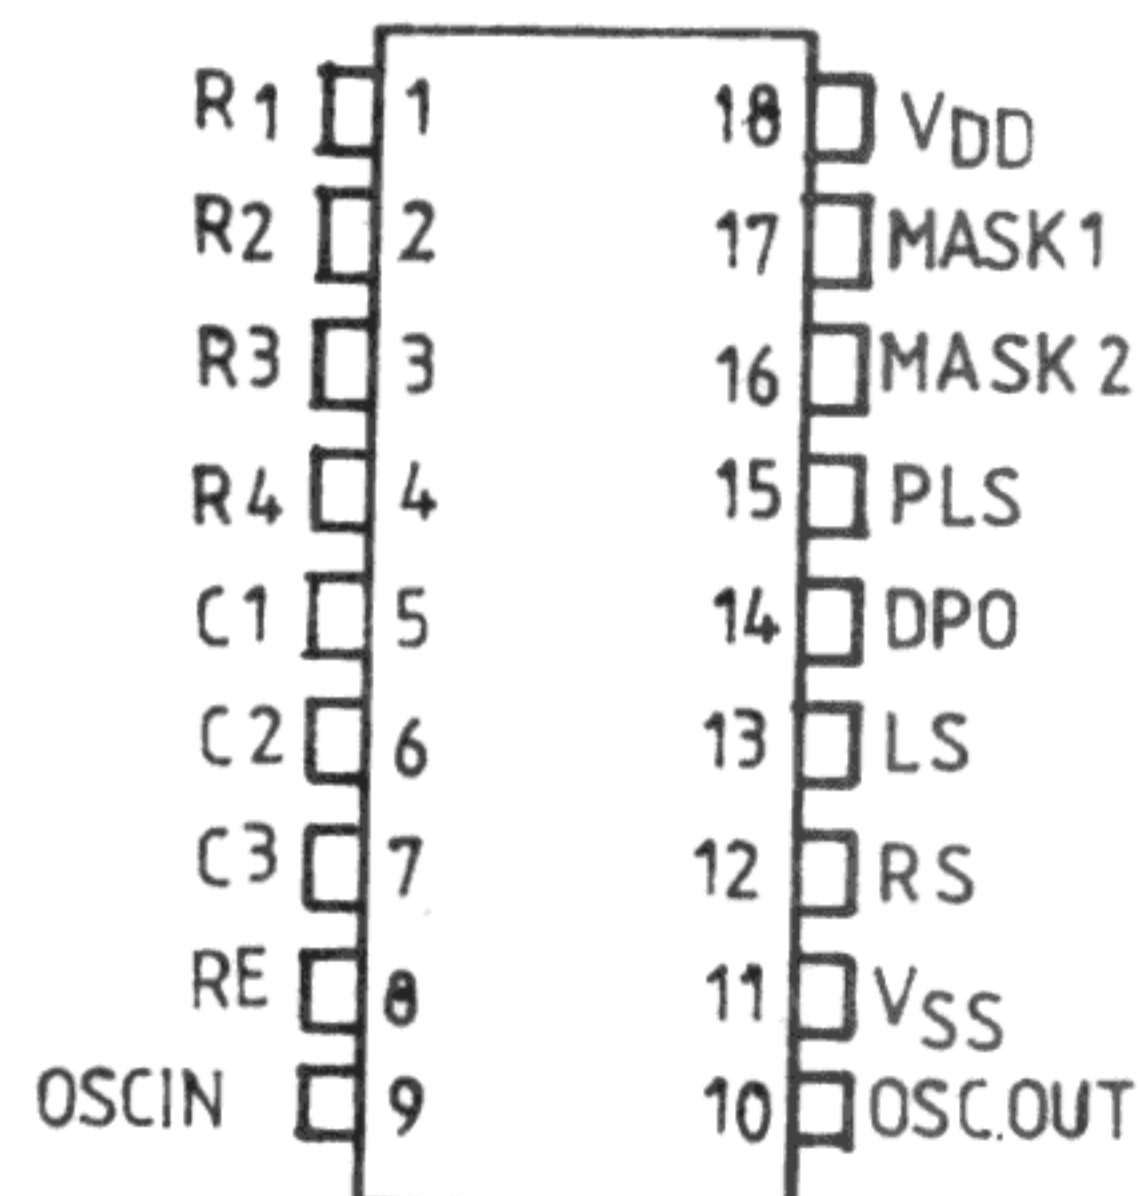 R1 1 18 VDD
R2 2 17 MASK1
R3 3 16 MASK 2
R4 4 15 PLS
C1 5 14 DPO
C2 6 13 LS
C3 7 12 RS
RE 8 11 VSS
OSCIN 9 10 OSC.OUT